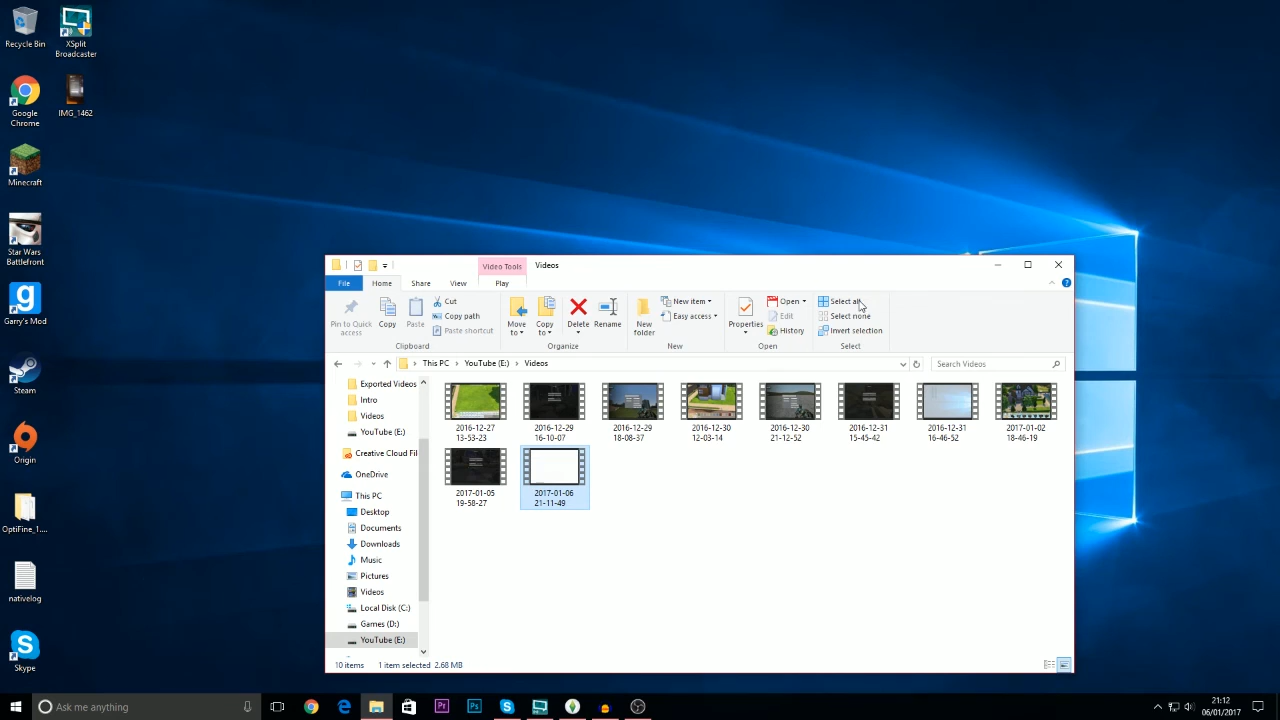 Recycle Bin
XSplit
Broadcaster
Google
Chrome
IMG_1462
Minecraft
Star Wars
Battlefront
Garry's Mod
Steam
Origin
OptiFine_1....
nativelog
Skype
Video Tools
Videos
File
Home
Share
View
Play
Pin to Quick
access
Copy
Paste
Cut
Copy path
Paste shortcut
Clipboard
Move
to
Copy
to
Delete
Rename
Organize
New
folder
New item
Easy access
New
Properties
Open
Edit
History
Open
Select all
Select none
Invert selection
Select
This PC > YouTube (E:) > Videos
Search Videos
Exported Videos
Intro
Videos
YouTube (E:)
Creative Cloud Fil
OneDrive
This PC
Desktop
Documents
Downloads
Music
Pictures
Videos
Local Disk (C:)
Games (D:)
YouTube (E:)
2016-12-27
13-53-23
2016-12-29
16-10-07
2016-12-29
18-08-37
2016-12-30
12-03-14
2016-12-30
21-12-52
2016-12-31
15-45-42
2016-12-31
16-46-52
2017-01-02
18-46-19
2017-01-05
19-58-27
2017-01-06
21-11-49
10 items
1 item selected 2.68 MB
Ask me anything
Pr
Ps
21:12
06/01/2017